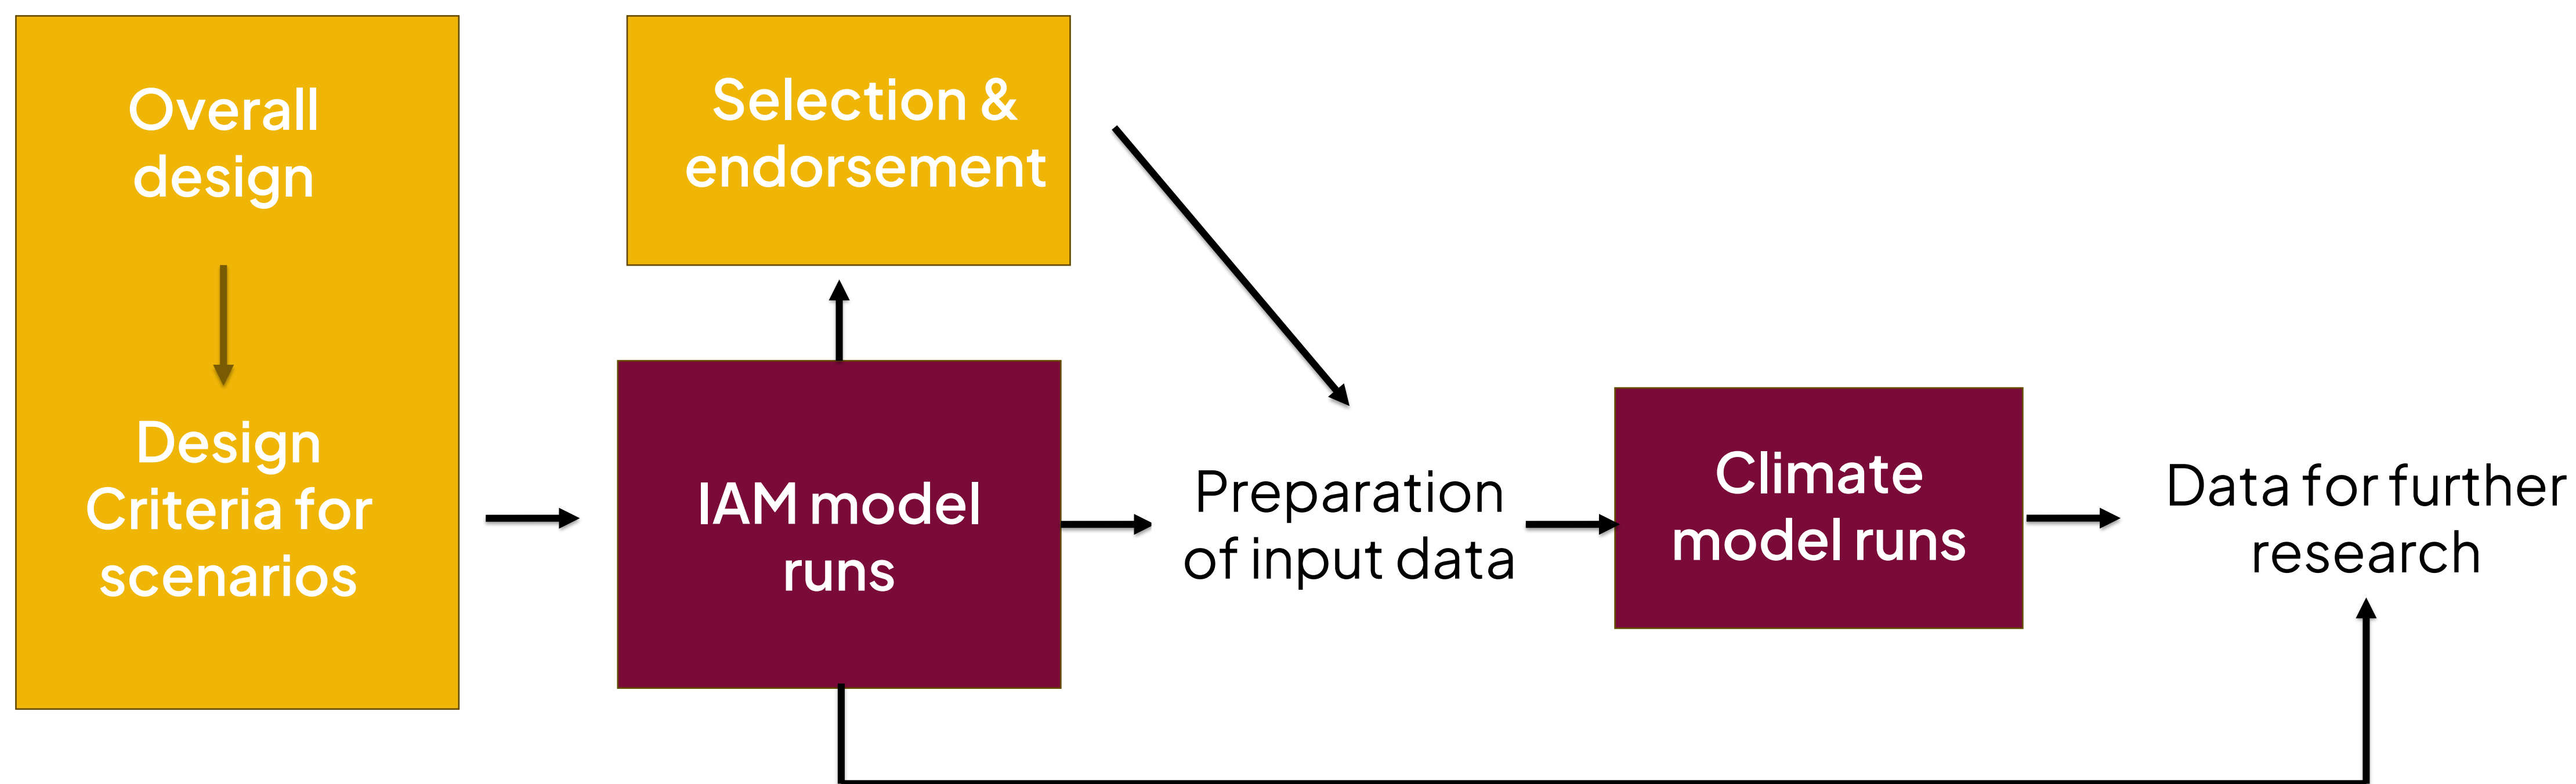 Overall
design
Design
Criteria for
scenarios
Selection &
endorsement
IAM model
runs
Preparation
of input data
Climate
model runs
Data for further
research